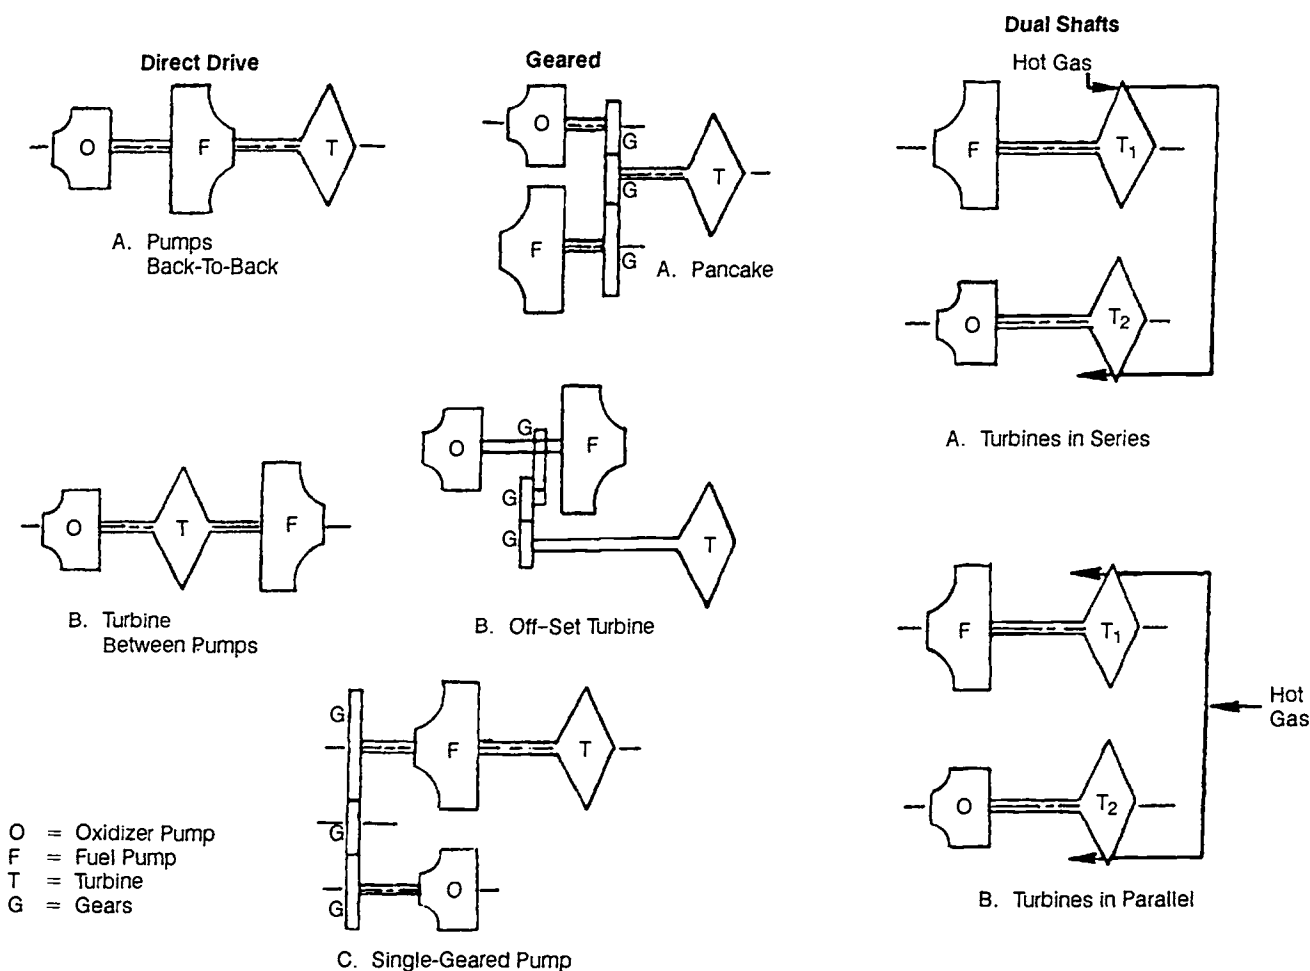 Direct Drive
O
F
T
A. Pumps
Back-To-Back
O
T
F
B. Turbine
Between Pumps
Geared
O
G
G
T
F
G
A. Pancake
O
G
F
G
G
T
B. Off-Set Turbine
G
F
T
G
G
O
C. Single-Geared Pump
Dual Shafts
Hot Gas
F
T1
O
T2
A. Turbines in Series
F
T1
Hot
Gas
O
T2
B. Turbines in Parallel
O = Oxidizer Pump
F = Fuel Pump
T = Turbine
G = Gears